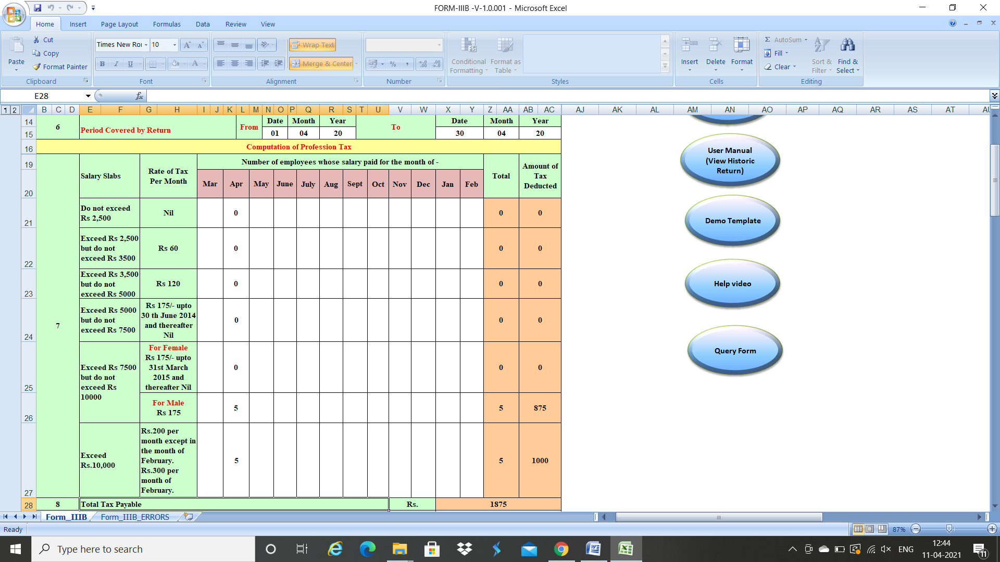 FORM-IIIB -V-1.0.001 - Microsoft Excel
Home Insert Page Layout Formulas Data Review View
Cut
Copy
Format Painter
Paste
Clipboard
Times New Ro 10
B I U A
Font
Wrap Text
Merge & Center
Alignment
% ,
Number
Conditional Formatting
Format as Table
Styles
Insert Delete Format
Cells
Σ AutoSum
Fill
Clear
Sort & Filter
Find & Select
Editing
E28 fx
1 2 B C D E F G H I J K L M N O P Q R S T U V W X Y Z AA AB AC AJ AK AL AM AN AO AP AQ AR AS AT AU
14 6 Period Covered by Return From Date Month Year To Date Month Year
15 01 04 20 30 04 20
16 Computation of Profession Tax
19 Salary Slabs Rate of Tax Per Month Number of employees whose salary paid for the month of - Total Amount of Tax Deducted
20 Mar Apr May June July Aug Sept Oct Nov Dec Jan Feb
21 Do not exceed Rs 2,500 Nil 0 0 0
22 Exceed Rs 2,500 but do not exceed Rs 3500 Rs 60 0 0 0
23 Exceed Rs 3,500 but do not exceed Rs 5000 Rs 120 0 0 0
24 7 Exceed Rs 5000 but do not exceed Rs 7500 Rs 175/- upto 30 th June 2014 and thereafter Nil 0 0 0
25 Exceed Rs 7500 but do not exceed Rs 10000 For Female Rs 175/- upto 31st March 2015 and thereafter Nil 0 0 0
26 For Male Rs 175 5 5 875
27 Exceed Rs.10,000 Rs.200 per month except in the month of February. Rs.300 per month of February. 5 5 1000
28 8 Total Tax Payable Rs. 1875
User Manual
(View Historic
Return)
Demo Template
Help video
Query Form
Form_IIIB Form_IIIB_ERRORS
Ready 87%
Type here to search
ENG
12:44
11-04-2021
11